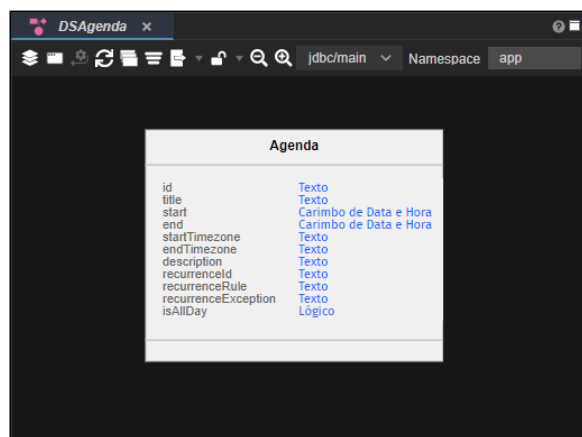 DSAgenda ×
jdbc/main Namespace app
Agenda
id Texto
title Texto
start Carimbo de Data e Hora
end Carimbo de Data e Hora
startTimezone Texto
endTimezone Texto
description Texto
recurrenceId Texto
recurrenceRule Texto
recurrenceException Texto
isAllDay Lógico